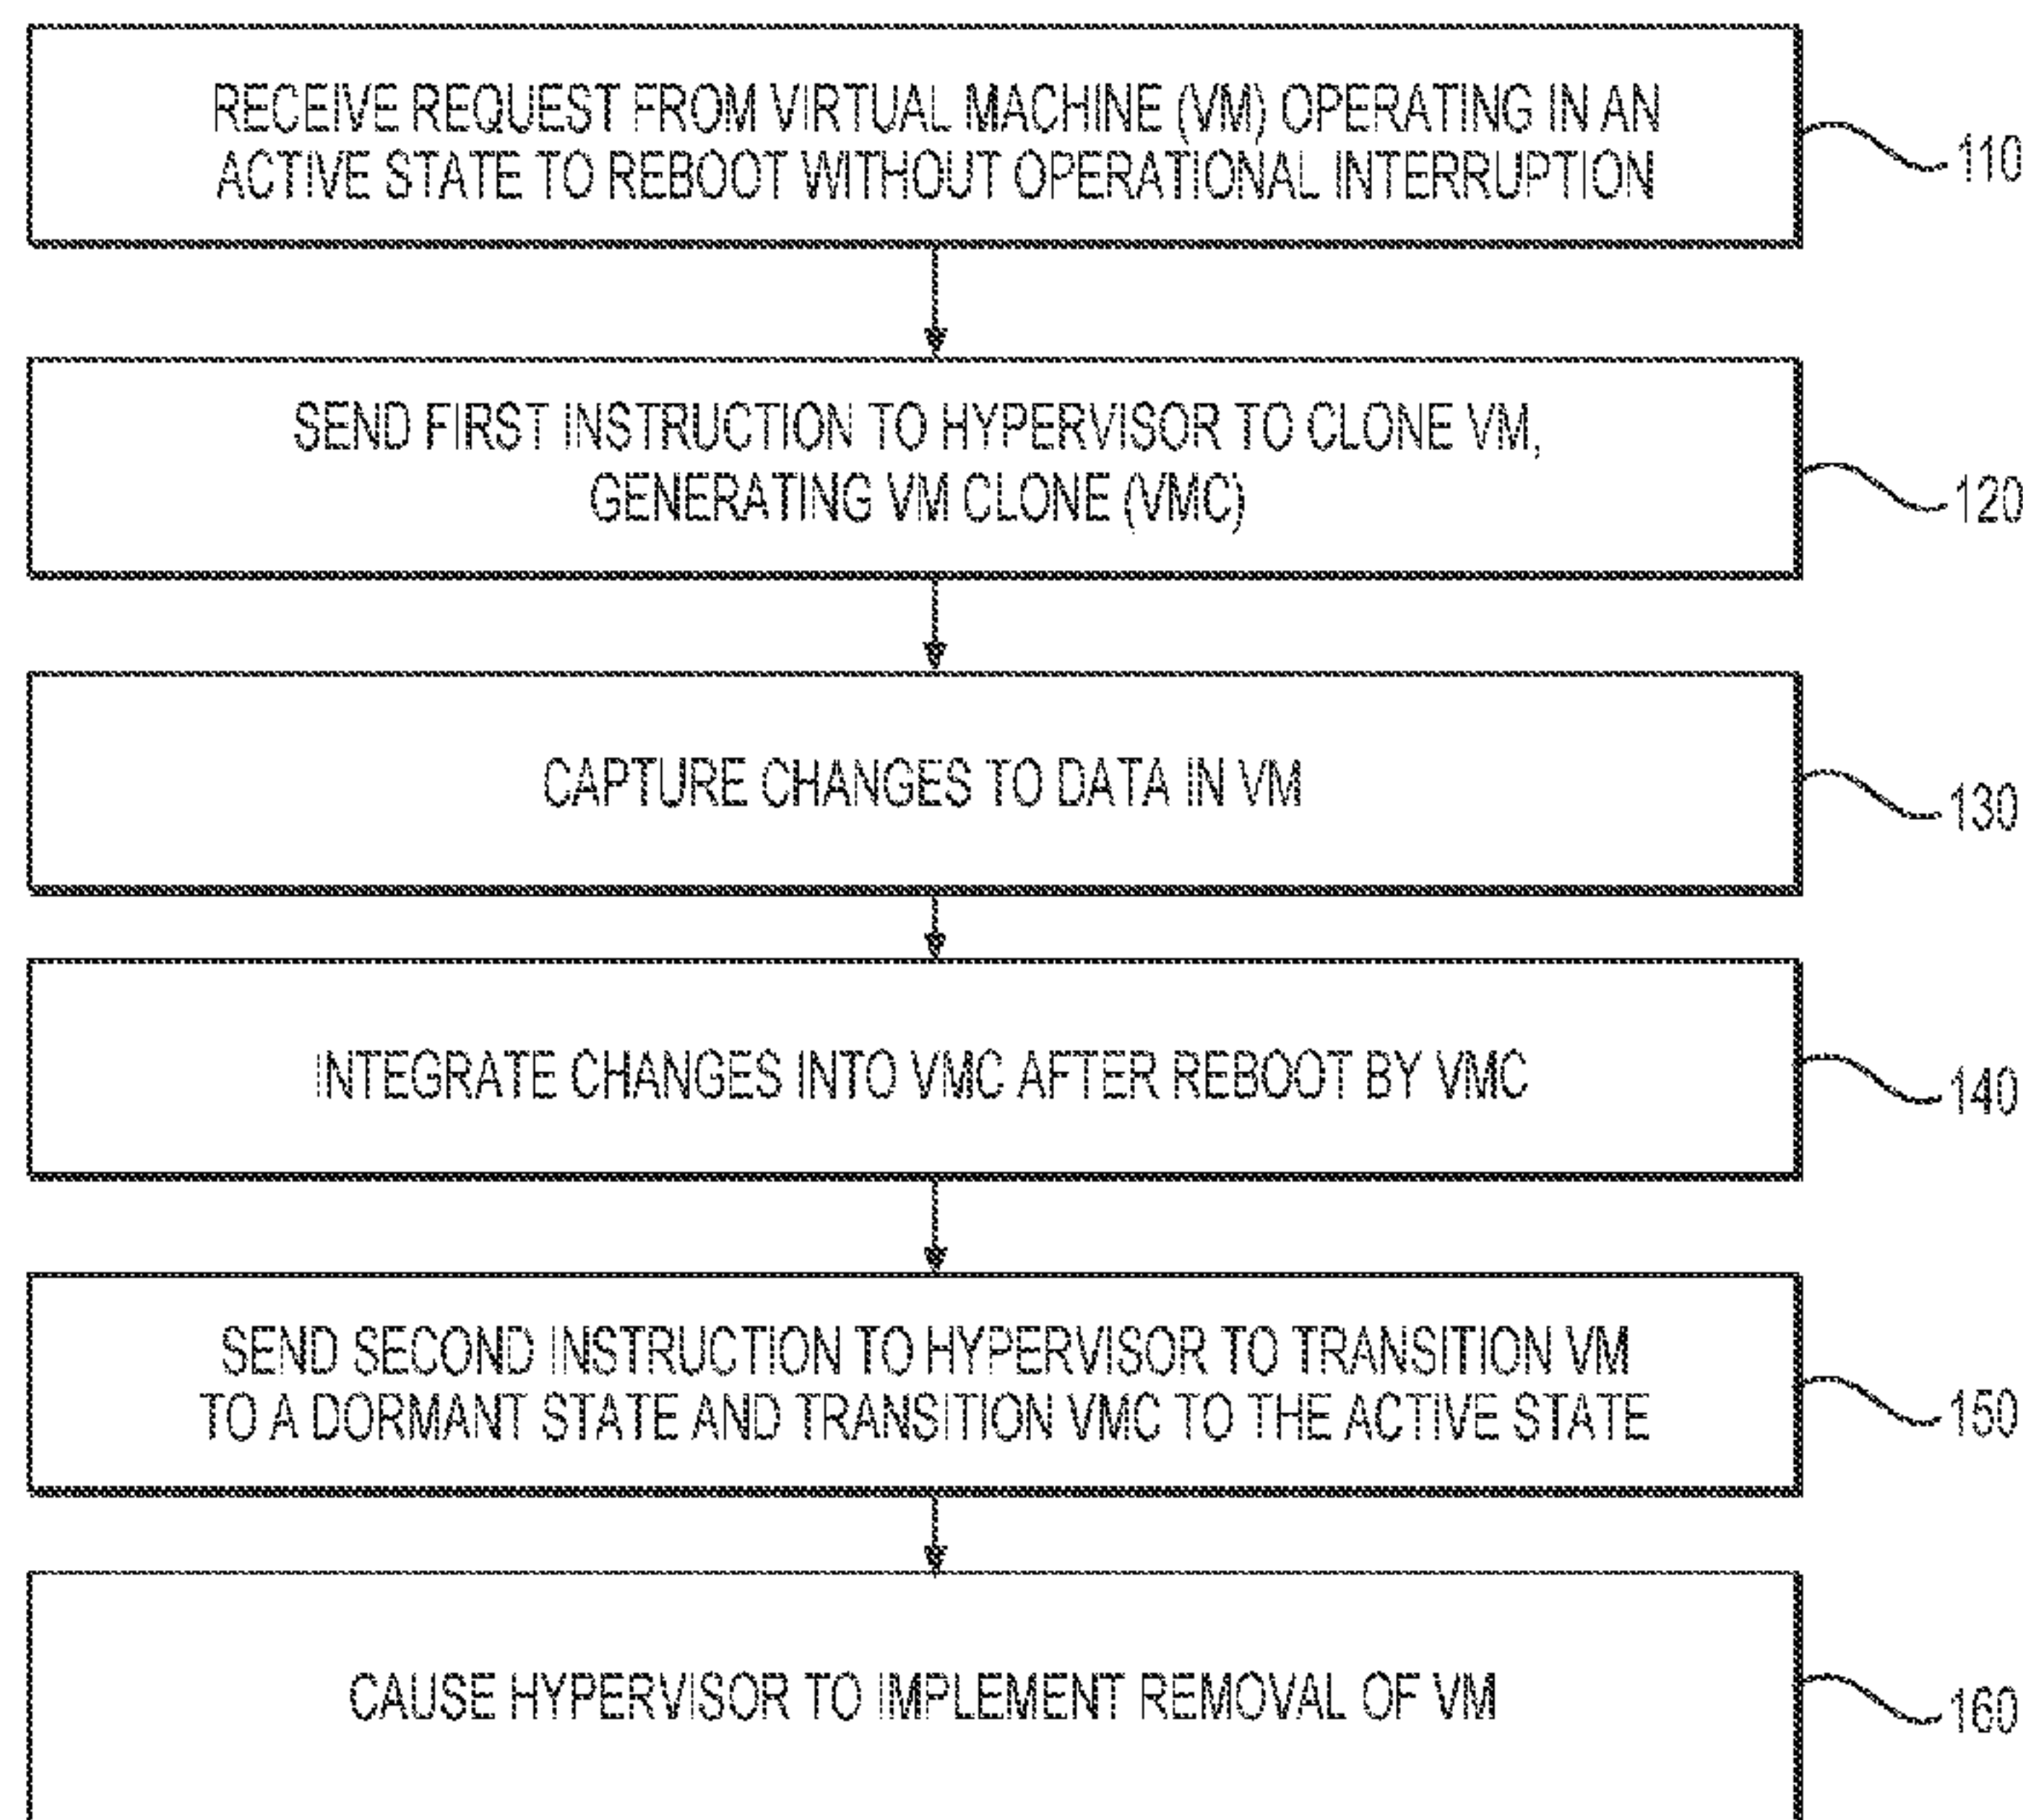 RECEIVE REQUEST FROM VIRTUAL MACHINE (VM) OPERATING IN AN
ACTIVE STATE TO REBOOT WITHOUT OPERATIONAL INTERRUPTION
110
SEND FIRST INSTRUCTION TO HYPERVISOR TO CLONE VM,
GENERATING VM CLONE (VMC)
120
CAPTURE CHANGES TO DATA IN VM
130
INTEGRATE CHANGES INTO VMC AFTER REBOOT BY VMC
140
SEND SECOND INSTRUCTION TO HYPERVISOR TO TRANSITION VM
TO A DORMANT STATE AND TRANSITION VMC TO THE ACTIVE STATE
150
CAUSE HYPERVISOR TO IMPLEMENT REMOVAL OF VM
160